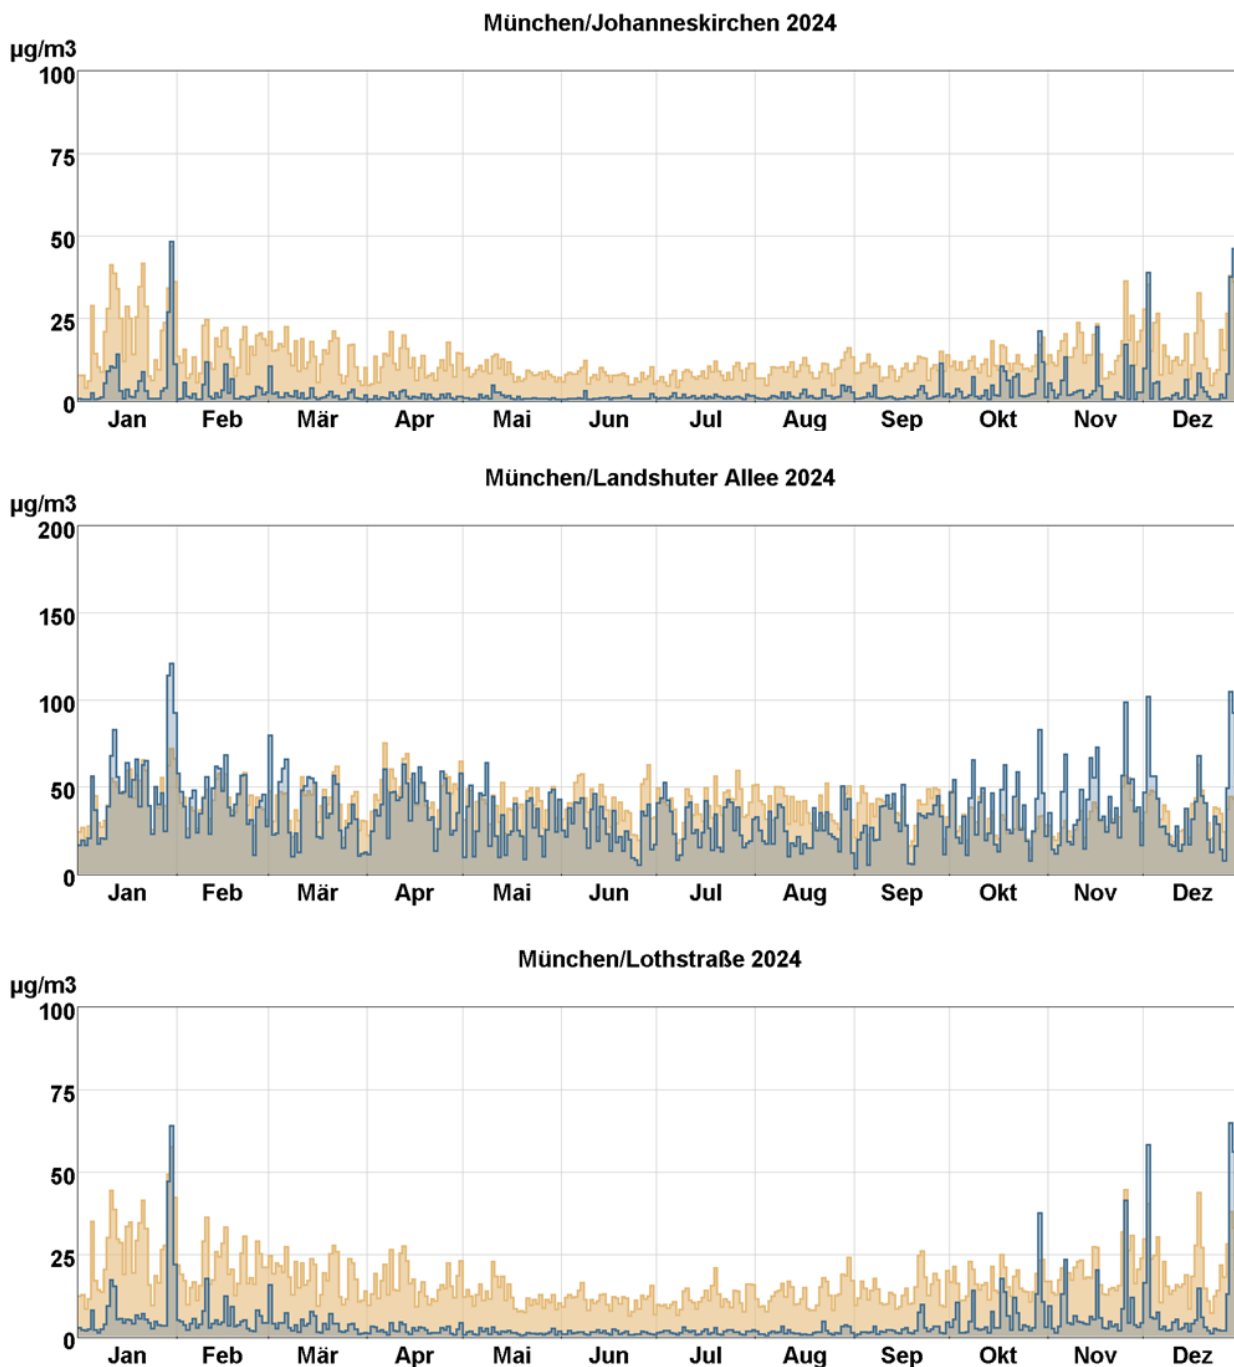 München/Johanneskirchen 2024
µg/m3
100
75
50
25
0
Jan Feb Mär Apr Mai Jun Jul Aug Sep Okt Nov Dez
München/Landshuter Allee 2024
µg/m3
200
150
100
50
0
Jan Feb Mär Apr Mai Jun Jul Aug Sep Okt Nov Dez
München/Lothstraße 2024
µg/m3
100
75
50
25
0
Jan Feb Mär Apr Mai Jun Jul Aug Sep Okt Nov Dez